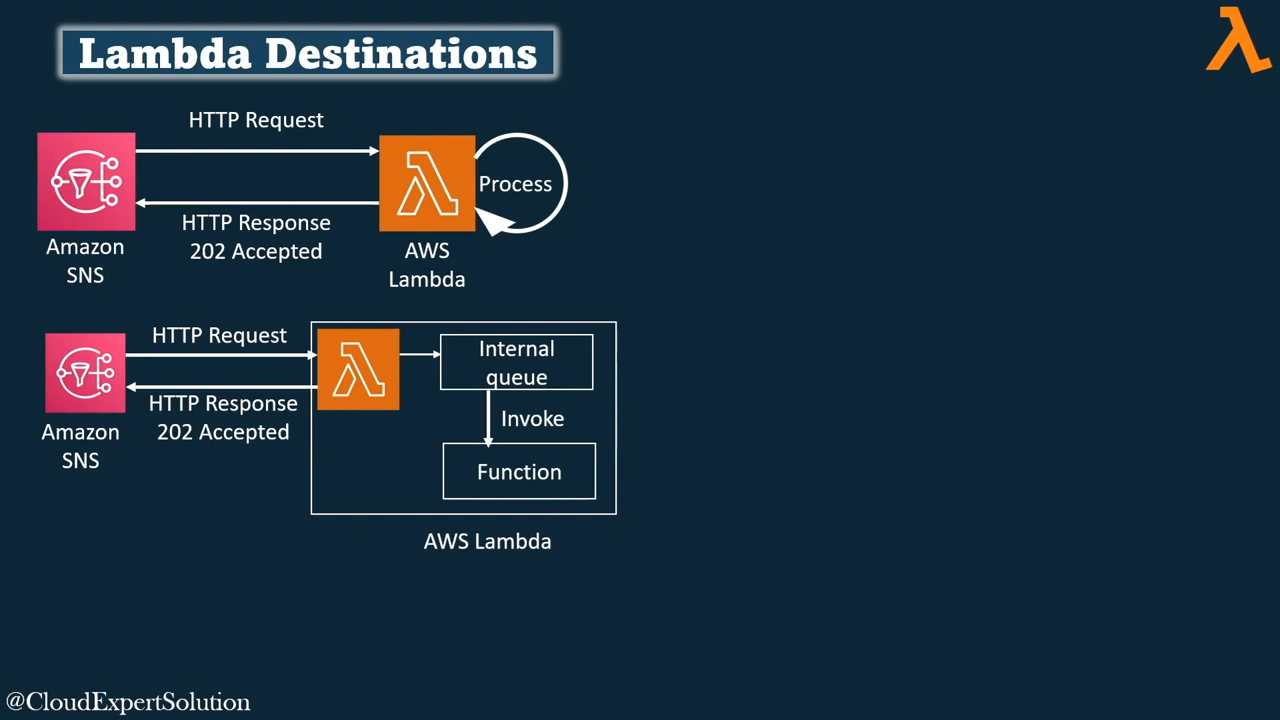 Lambda Destinations
HTTP Request
Process
HTTP Response
202 Accepted
Amazon
SNS
AWS
Lambda
HTTP Request
Internal
queue
HTTP Response
202 Accepted
Invoke
Amazon
SNS
Function
AWS Lambda
@CloudExpertSolution